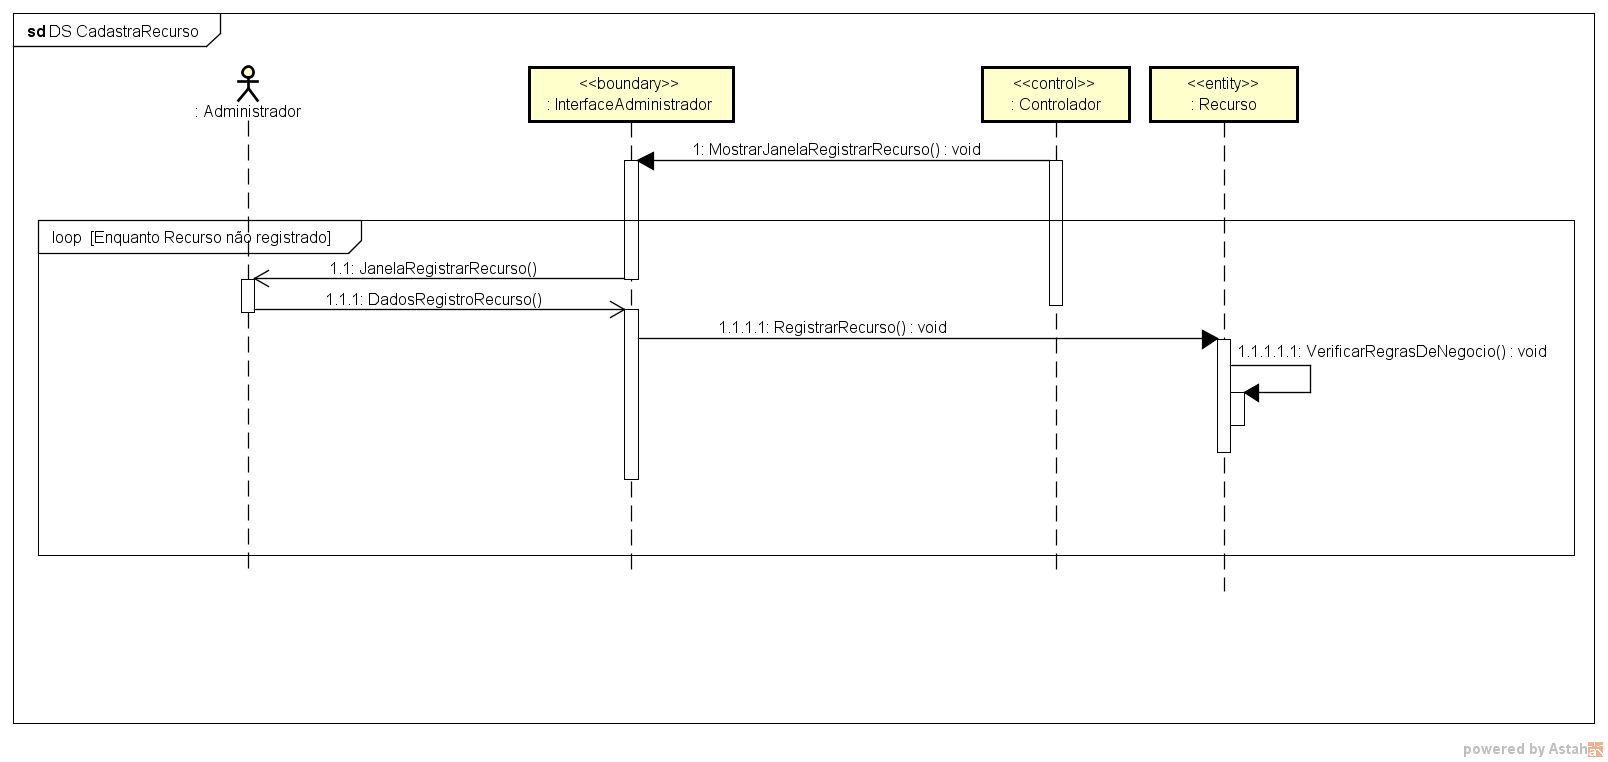 sd DS CadastraRecurso
: Administrador
<<boundary>>
: InterfaceAdministrador
<<control>>
: Controlador
<<entity>>
: Recurso
1: MostrarJanelaRegistrarRecurso() : void
loop [Enquanto Recurso não registrado]
1.1: JanelaRegistrarRecurso()
1.1.1: DadosRegistroRecurso()
1.1.1.1: RegistrarRecurso() : void
1.1.1.1.1: VerificarRegrasDeNegocio() : void
powered by Astah